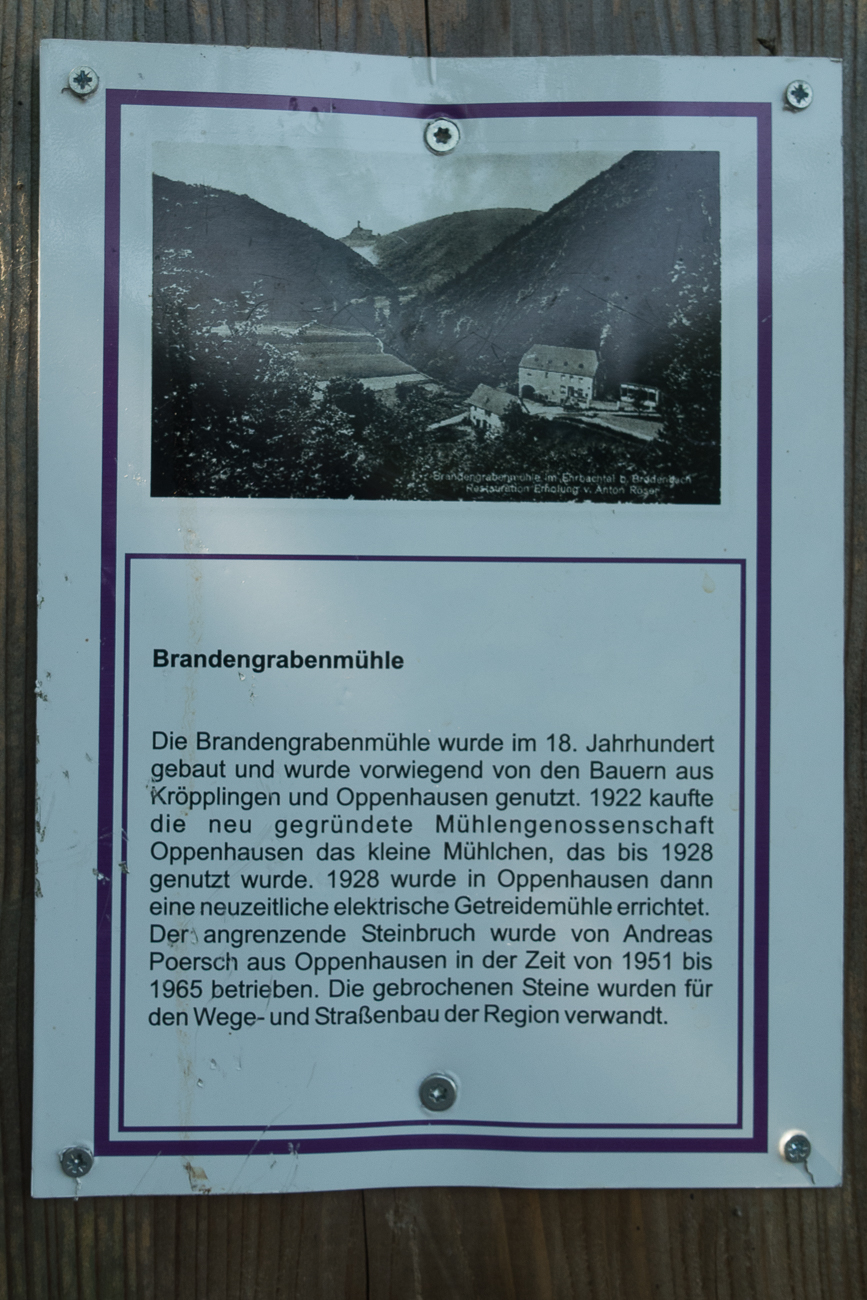 Brandengrabenmühle im Ehrbachtal b. Brodenbach
Restauration Erholung v. Anton Röser
Brandengrabenmühle
Die Brandengrabenmühle wurde im 18. Jahrhundert
gebaut und wurde vorwiegend von den Bauern aus
Kröpplingen und Oppenhausen genutzt. 1922 kaufte
die neu gegründete Mühlengenossenschaft
Oppenhausen das kleine Mühlchen, das bis 1928
genutzt wurde. 1928 wurde in Oppenhausen dann
eine neuzeitliche elektrische Getreidemühle errichtet.
Der angrenzende Steinbruch wurde von Andreas
Poersch aus Oppenhausen in der Zeit von 1951 bis
1965 betrieben. Die gebrochenen Steine wurden für
den Wege- und Straßenbau der Region verwandt.